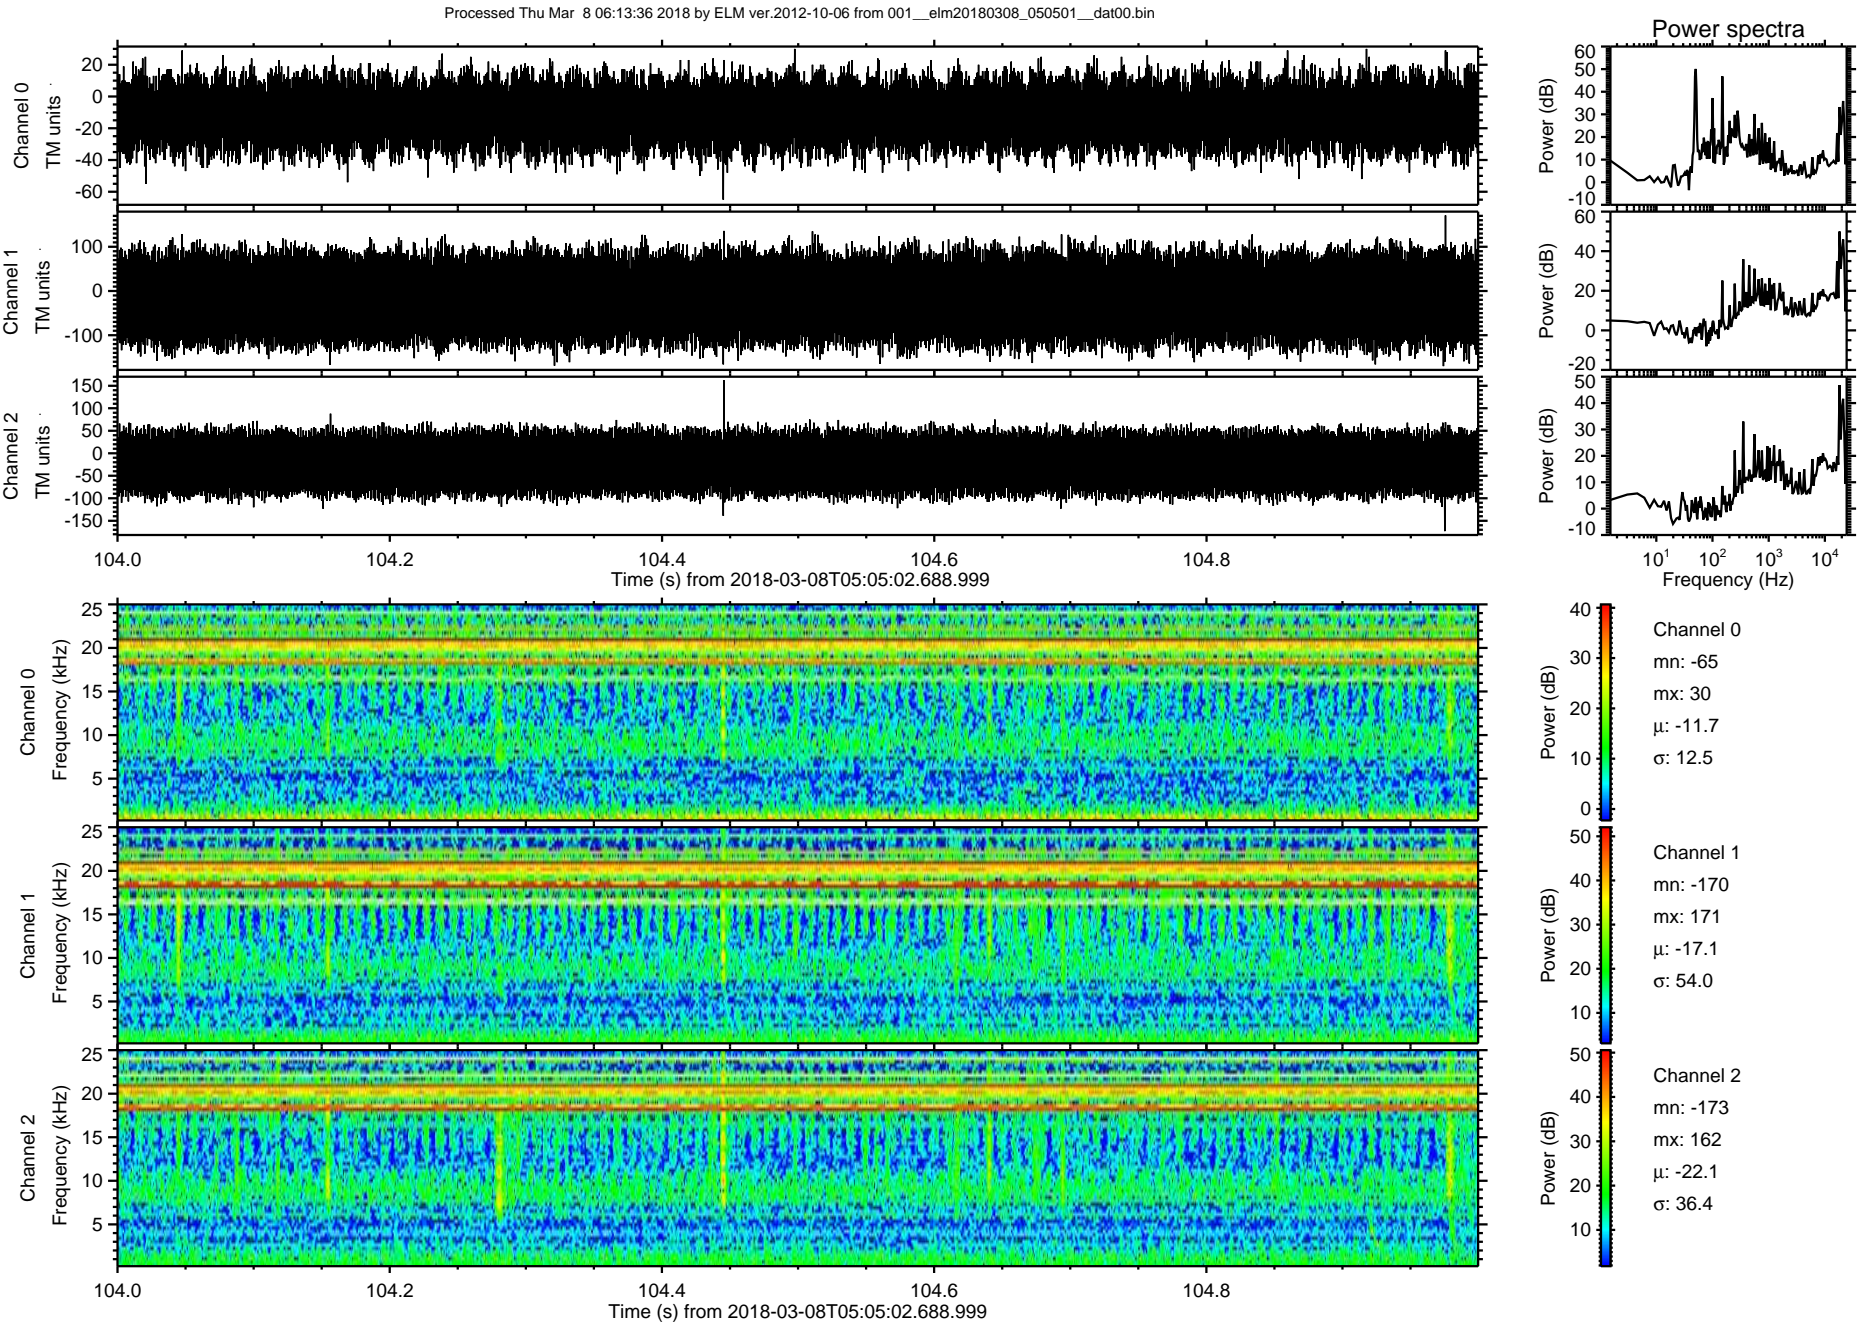 Processed Thu Mar  8 06:13:36 2018 by ELM ver.2012-10-06 from 001__elm20180308_050501__dat00.bin
Power spectra
Channel 0
TM units
20
0
-20
-40
-60
Power (dB)
60
50
40
30
20
10
0
-10
Channel 1
TM units
100
0
-100
Power (dB)
60
40
20
0
-20
Channel 2
TM units
150
100
50
0
-50
-100
-150
Power (dB)
50
40
30
20
10
0
-10
104.0 104.2 104.4 104.6 104.8
Time (s) from 2018-03-08T05:05:02.688.999
10¹ 10² 10³ 10⁴
Frequency (Hz)
Channel 0
Frequency (kHz)
25
20
15
10
5
Power (dB)
40
30
20
10
0
Channel 0
mn: -65
mx: 30
μ: -11.7
σ: 12.5
Channel 1
Frequency (kHz)
25
20
15
10
5
Power (dB)
50
40
30
20
10
Channel 1
mn: -170
mx: 171
μ: -17.1
σ: 54.0
Channel 2
Frequency (kHz)
25
20
15
10
5
Power (dB)
50
40
30
20
10
Channel 2
mn: -173
mx: 162
μ: -22.1
σ: 36.4
104.0 104.2 104.4 104.6 104.8
Time (s) from 2018-03-08T05:05:02.688.999